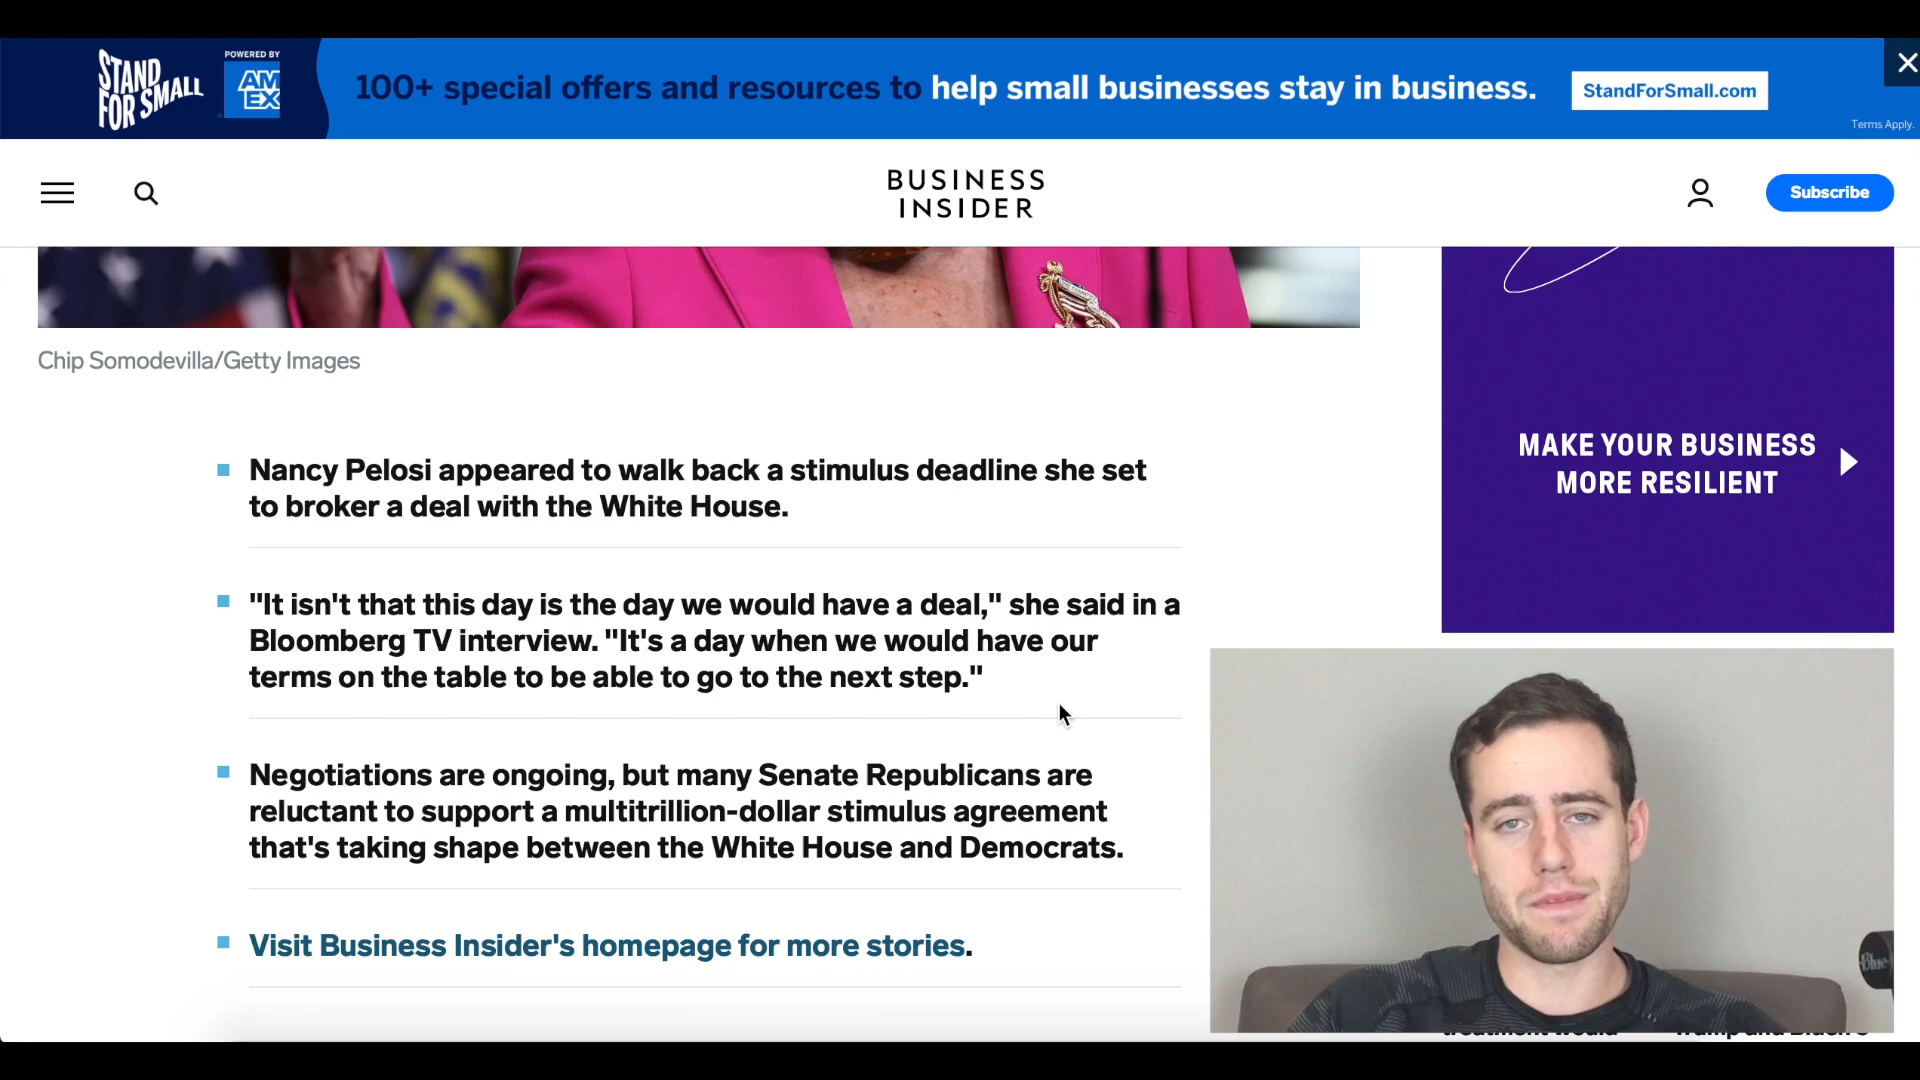 STAND
FOR SMALL
POWERED BY
AM
EX
100+ special offers and resources to help small businesses stay in business.
StandForSmall.com
Terms Apply.
BUSINESS
INSIDER
Subscribe
Chip Somodevilla/Getty Images
MAKE YOUR BUSINESS
MORE RESILIENT
Nancy Pelosi appeared to walk back a stimulus deadline she set
to broker a deal with the White House.
"It isn't that this day is the day we would have a deal," she said in a
Bloomberg TV interview. "It's a day when we would have our
terms on the table to be able to go to the next step."
Negotiations are ongoing, but many Senate Republicans are
reluctant to support a multitrillion-dollar stimulus agreement
that's taking shape between the White House and Democrats.
Visit Business Insider's homepage for more stories.
Blue